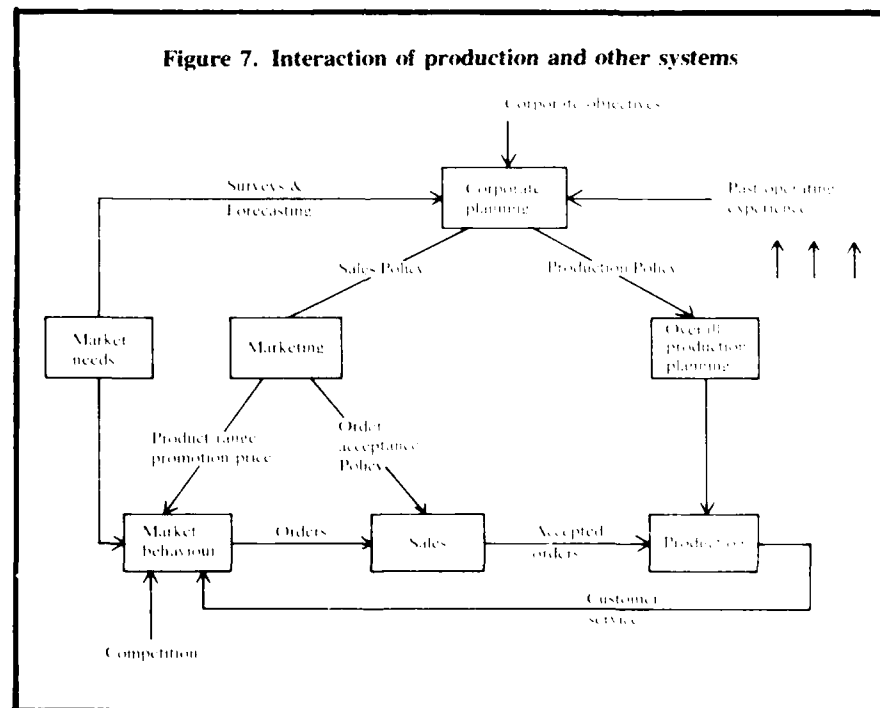 Figure 7. Interaction of production and other systems
Corporate objectives
Surveys &
Forecasting
Corporate
planning
Past operating
experience
Sales Policy
Production Policy
Market
needs
Marketing
Overall
production
planning
Product range
promotion price
Order
acceptance
Policy
Market
behaviour
Orders
Sales
Accepted
orders
Production
Customer
service
Competition